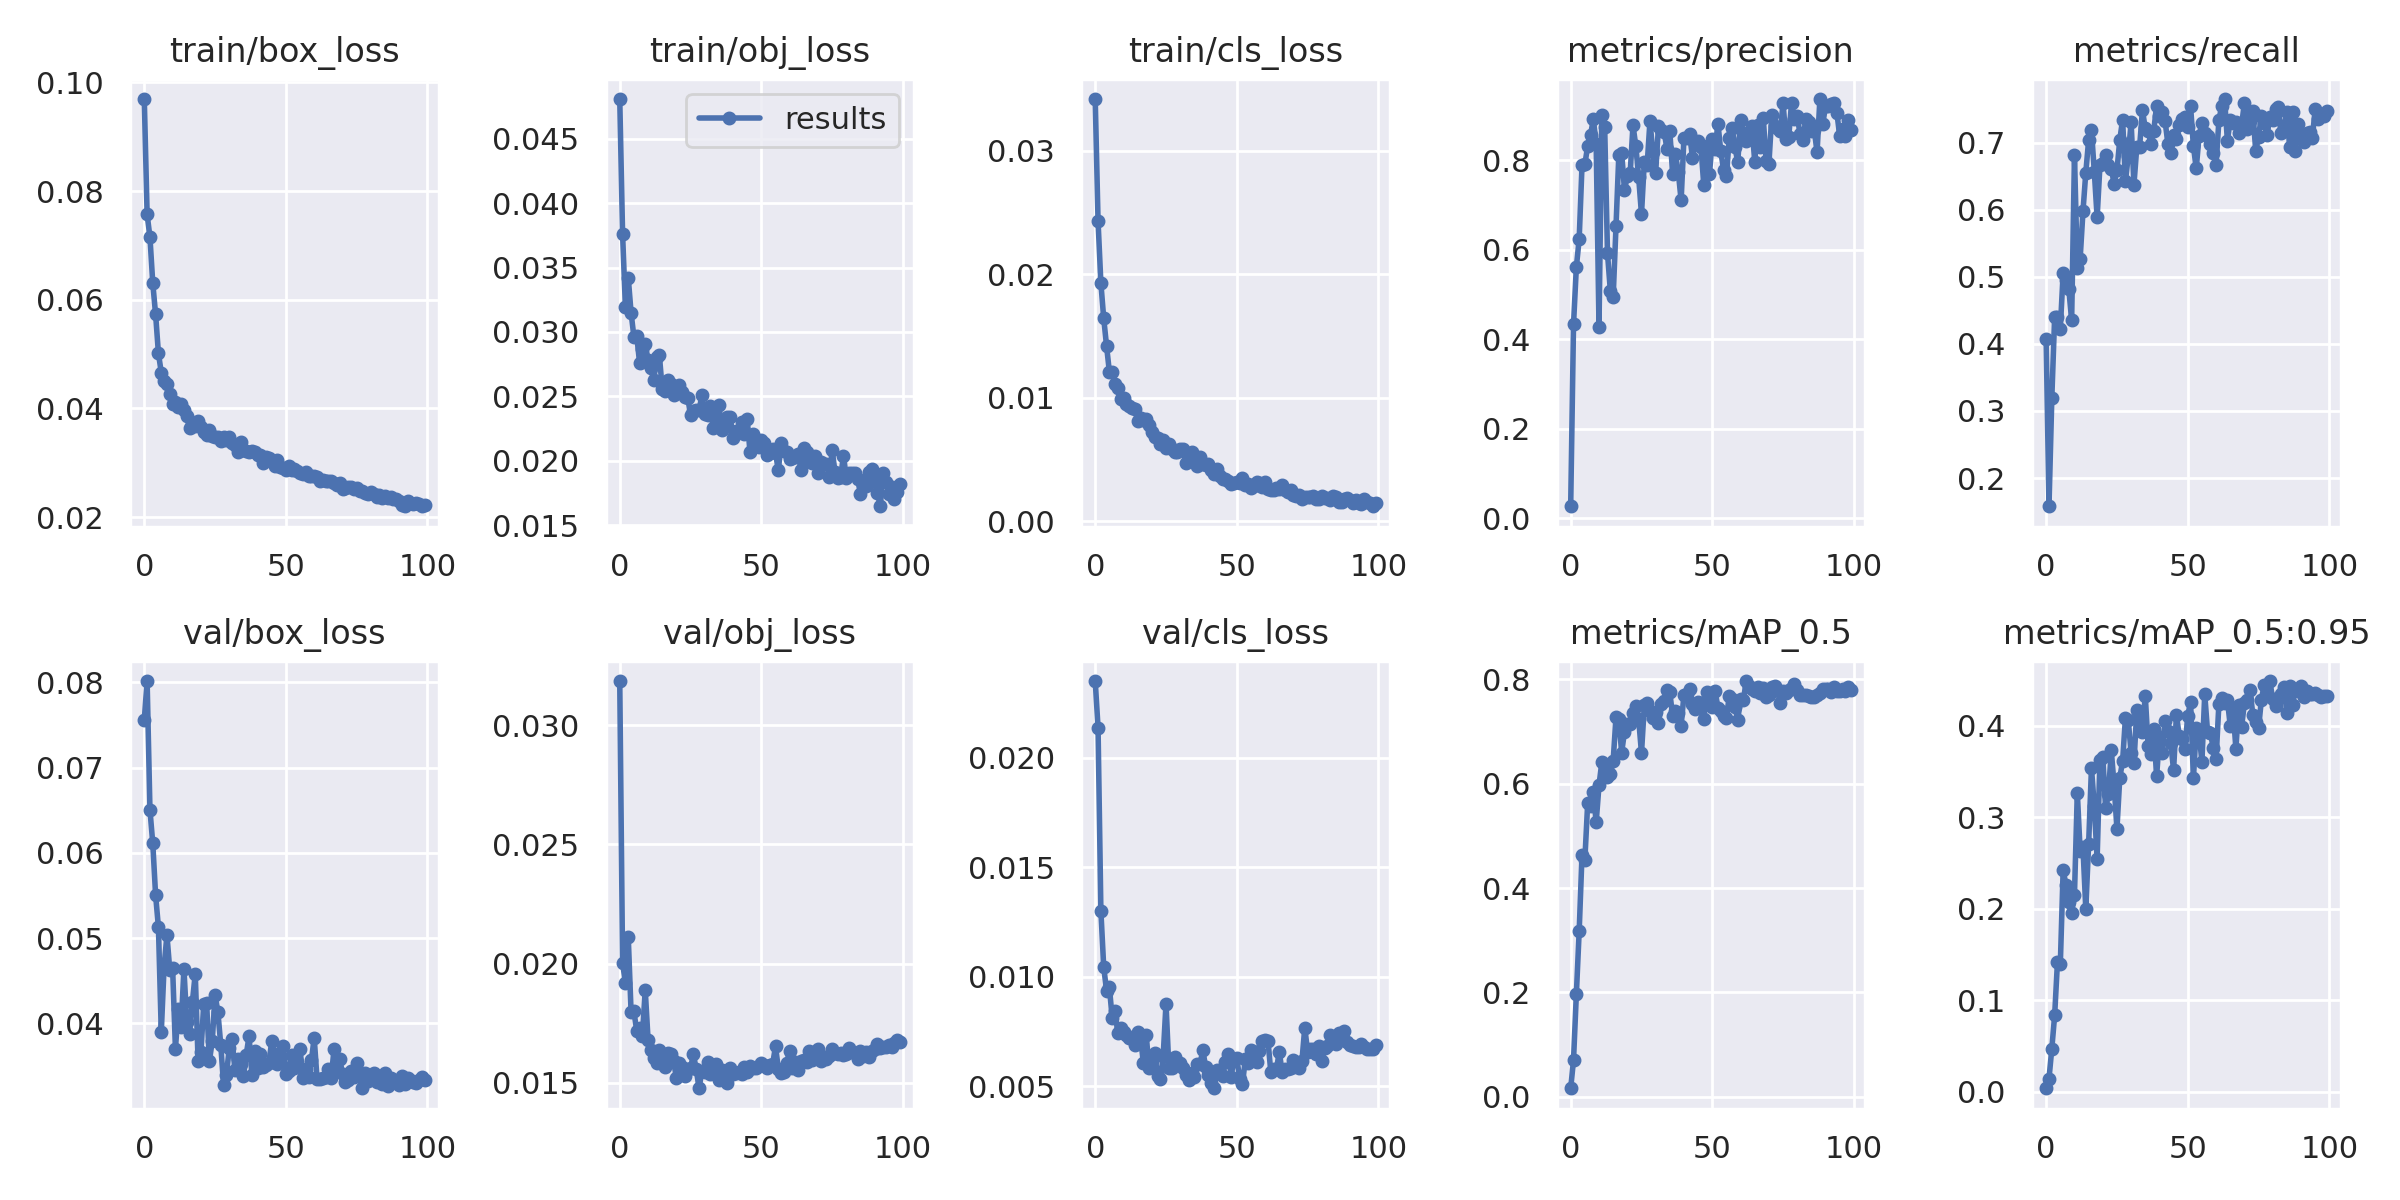 train/box_loss
0.10
0.08
0.06
0.04
0.02
0 50 100
train/obj_loss
results
0.045
0.040
0.035
0.030
0.025
0.020
0.015
0 50 100
train/cls_loss
0.03
0.02
0.01
0.00
0 50 100
metrics/precision
0.8
0.6
0.4
0.2
0.0
0 50 100
metrics/recall
0.7
0.6
0.5
0.4
0.3
0.2
0 50 100
val/box_loss
0.08
0.07
0.06
0.05
0.04
0 50 100
val/obj_loss
0.030
0.025
0.020
0.015
0 50 100
val/cls_loss
0.020
0.015
0.010
0.005
0 50 100
metrics/mAP_0.5
0.8
0.6
0.4
0.2
0.0
0 50 100
metrics/mAP_0.5:0.95
0.4
0.3
0.2
0.1
0.0
0 50 100